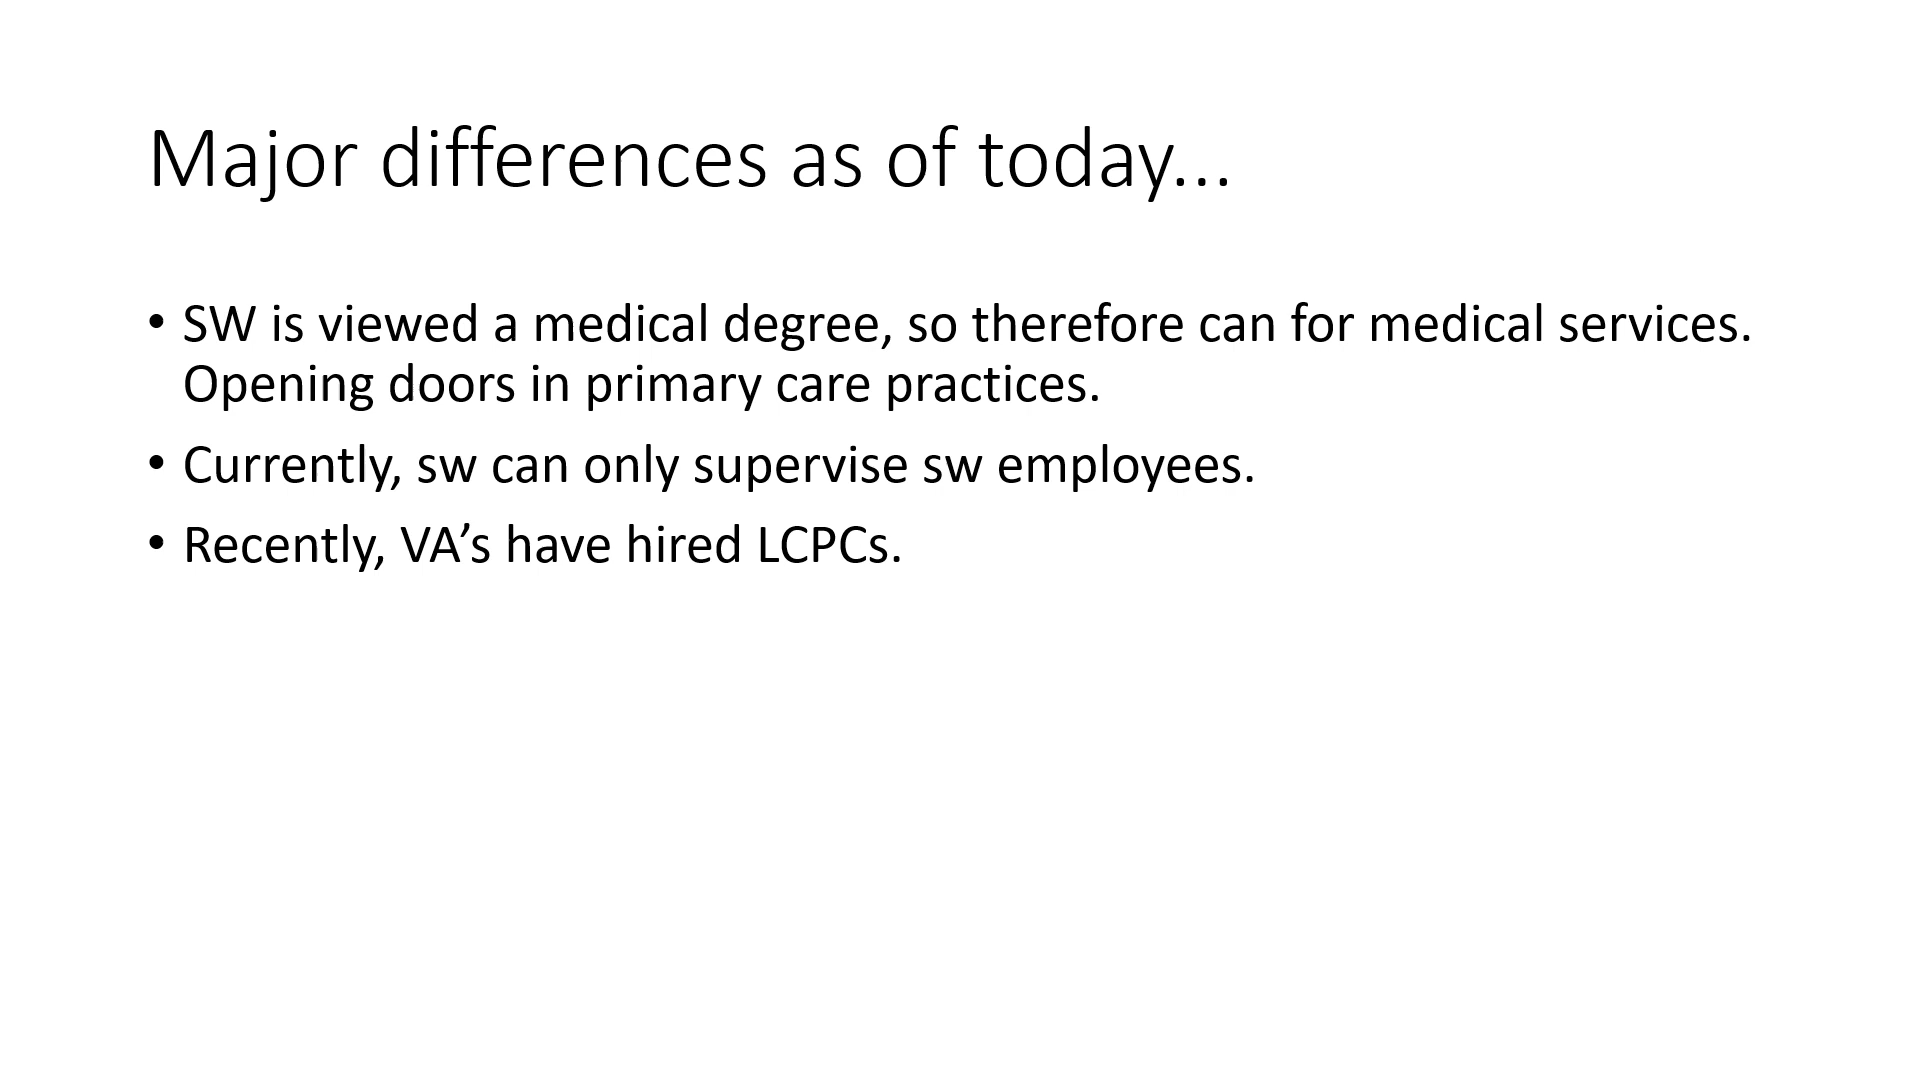 Major differences as of today...
• SW is viewed a medical degree, so therefore can for medical services.
Opening doors in primary care practices.
• Currently, sw can only supervise sw employees.
• Recently, VA’s have hired LCPCs.